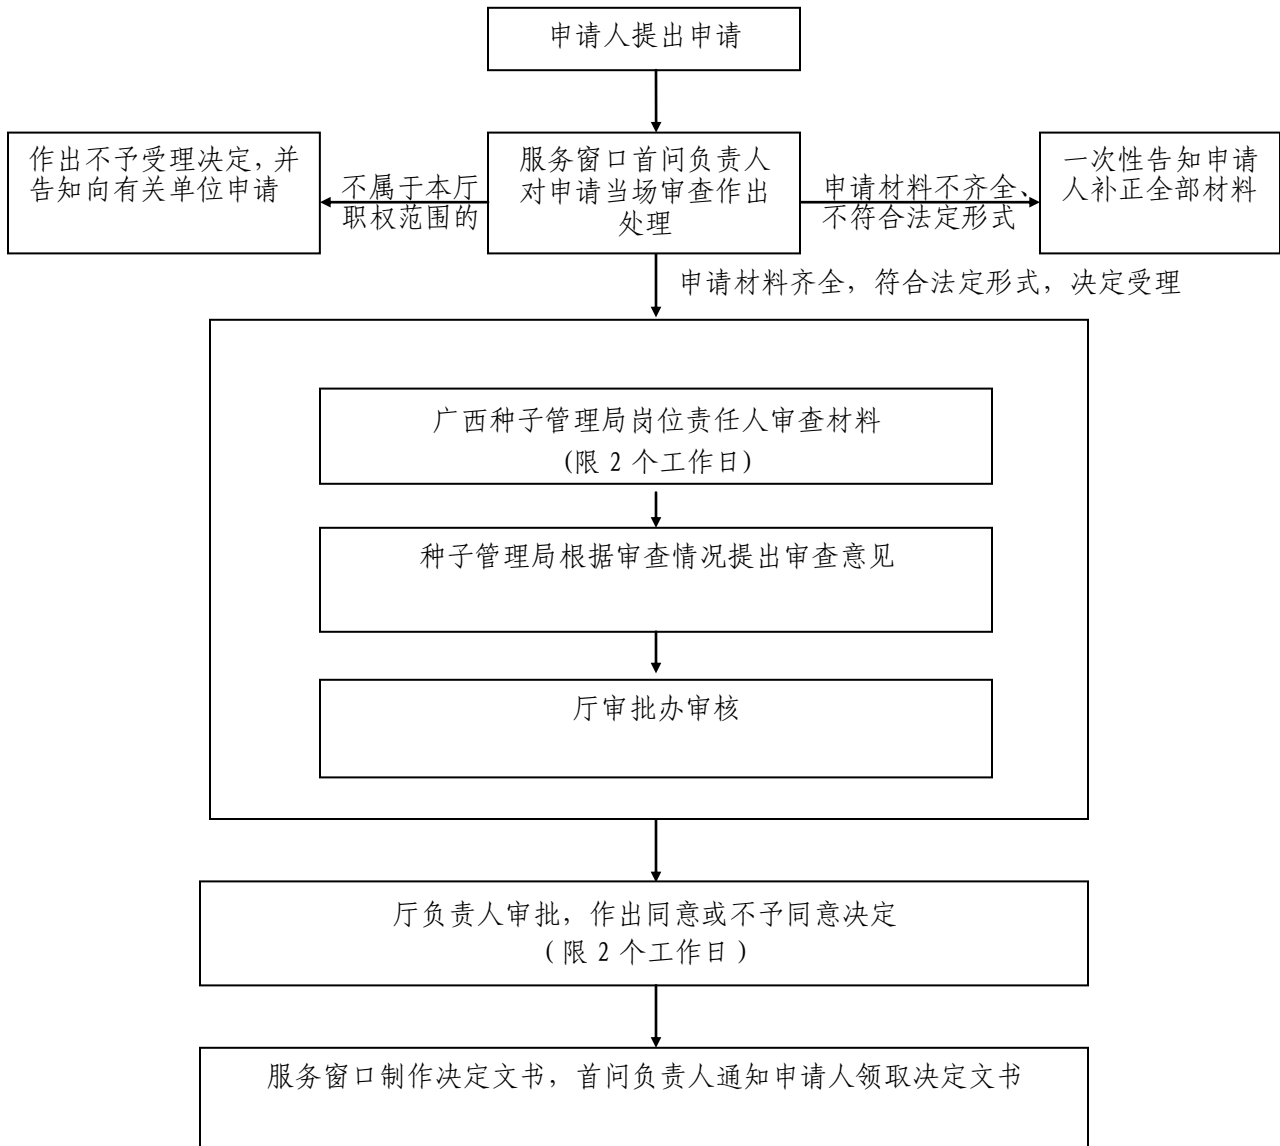 申请人提出申请
作出不予受理决定，并
告知向有关单位申请
不属于本厅
职权范围的
服务窗口首问负责人
对申请当场审查作出
处理
申请材料不齐全、
不符合法定形式
一次性告知申请
人补正全部材料
申请材料齐全，符合法定形式，决定受理
广西种子管理局岗位责任人审查材料
(限 2 个工作日)
种子管理局根据审查情况提出审查意见
厅审批办审核
厅负责人审批，作出同意或不予同意决定
（限 2 个工作日）
服务窗口制作决定文书，首问负责人通知申请人领取决定文书